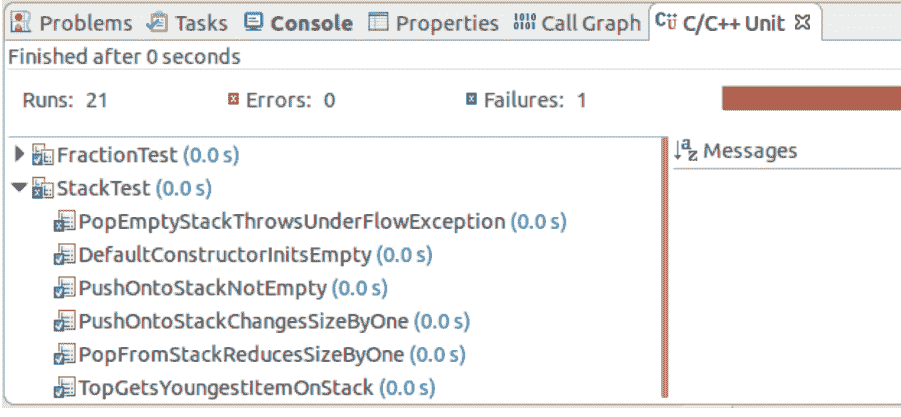 Problems Tasks Console Properties Call Graph C/C++ Unit
Finished after 0 seconds
Runs: 21 Errors: 0 Failures: 1
FractionTest (0.0 s)
Messages
StackTest (0.0 s)
PopEmptyStackThrowsUnderFlowException (0.0 s)
DefaultConstructorInitsEmpty (0.0 s)
PushOntoStackNotEmpty (0.0 s)
PushOntoStackChangesSizeByOne (0.0 s)
PopFromStackReducesSizeByOne (0.0 s)
TopGetsYoungestItemOnStack (0.0 s)